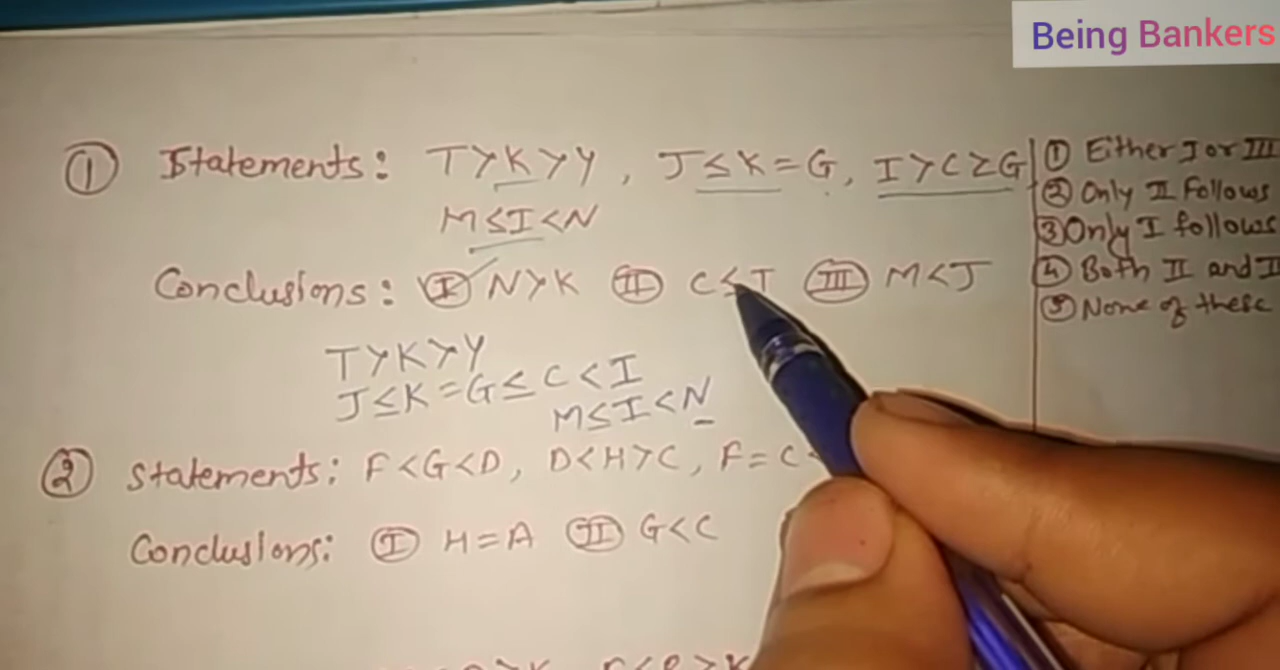 Being Bankers
① Statements: T>K>Y, J≤K=G, I>C≥G
M≤I<N
① Either I or III
② Only II Follows
③ Only I follows
④ Both II and I
⑤ None of these
Conclusions: Ⓘ N>K Ⓘ︎Ⓘ C≤T III M<J
T>K>Y
J≤K=G≤C<I
M≤I<N
② Statements: F<G<D, D<H>C, F=C
Conclusions: I H=A II G<C